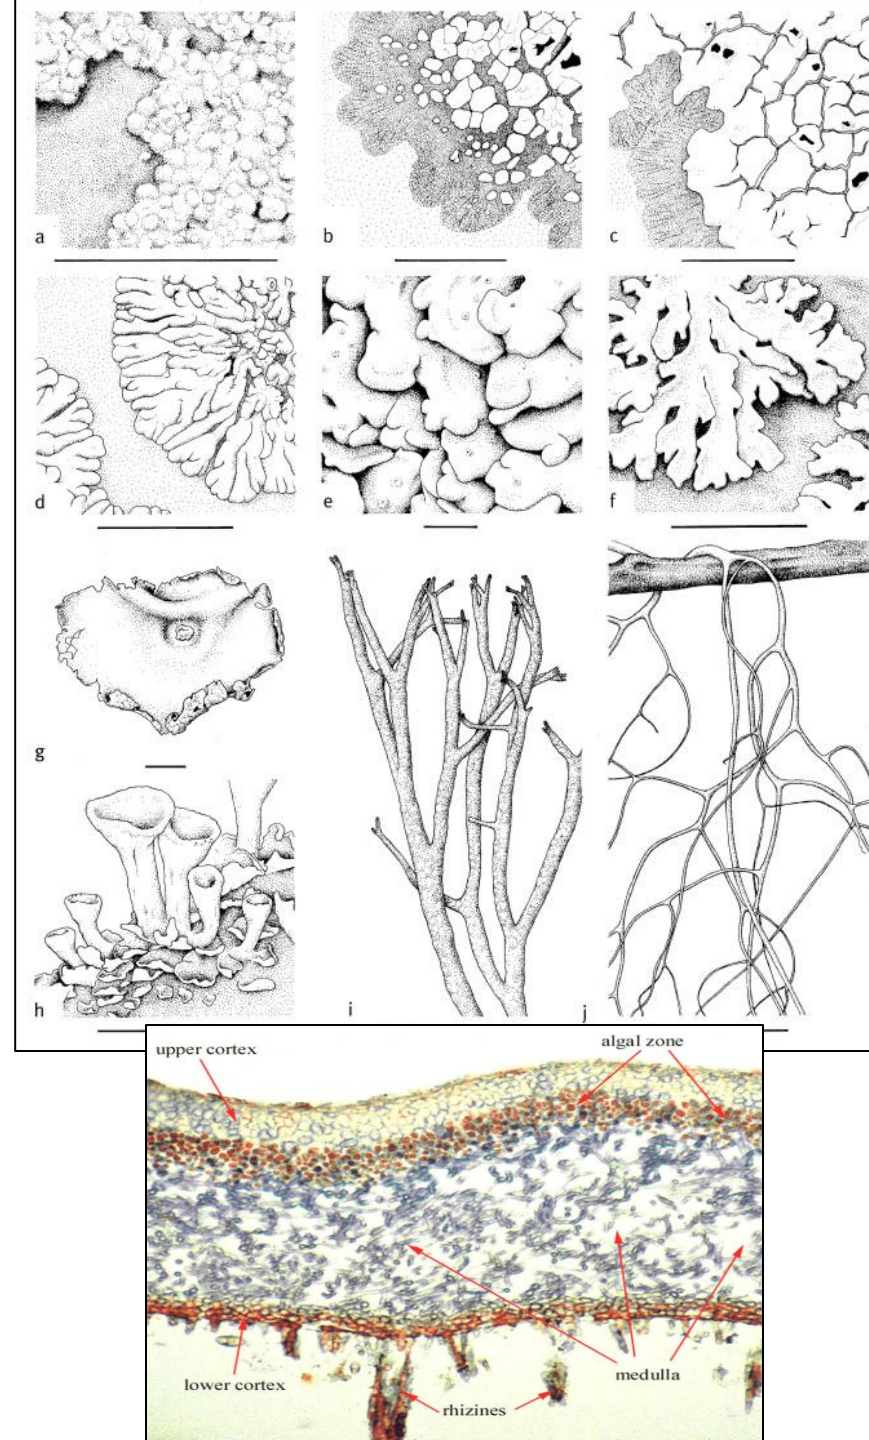 a
b
c
d
e
f
g
h
i
j
upper cortex
algal zone
lower cortex
medulla
rhizines